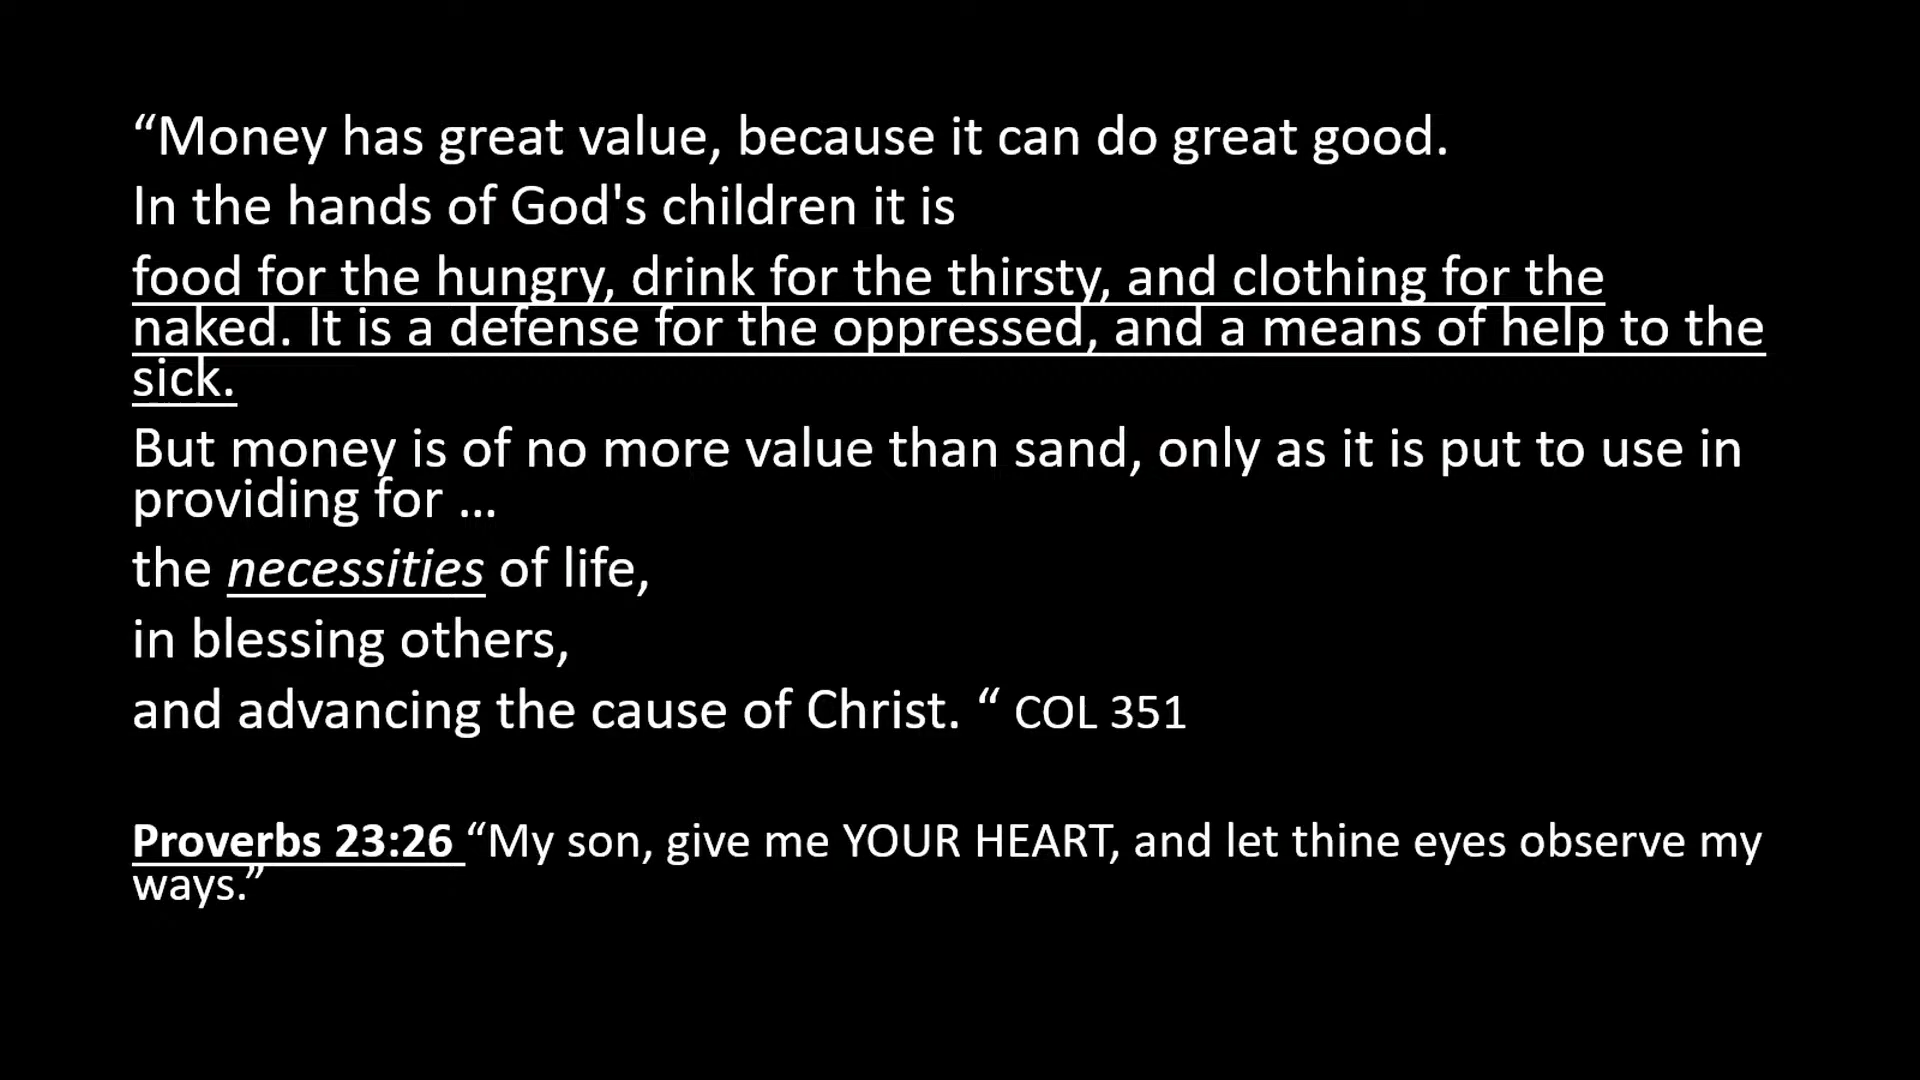 “Money has great value, because it can do great good.
In the hands of God's children it is
food for the hungry, drink for the thirsty, and clothing for the
naked. It is a defense for the oppressed, and a means of help to the
sick.
But money is of no more value than sand, only as it is put to use in
providing for ...
the necessities of life,
in blessing others,
and advancing the cause of Christ. “ COL 351
Proverbs 23:26 “My son, give me YOUR HEART, and let thine eyes observe my
ways.”